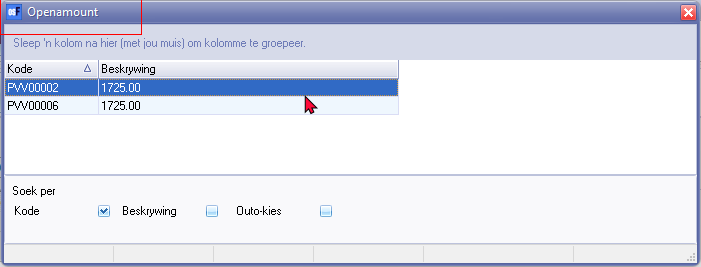 Openamount
Sleep 'n kolom na hier (met jou muis) om kolomme te groepeer.
Kode Beskrywing
PVV00002 1725.00
PVV00006 1725.00
Soek per
Kode Beskrywing Outo-kies